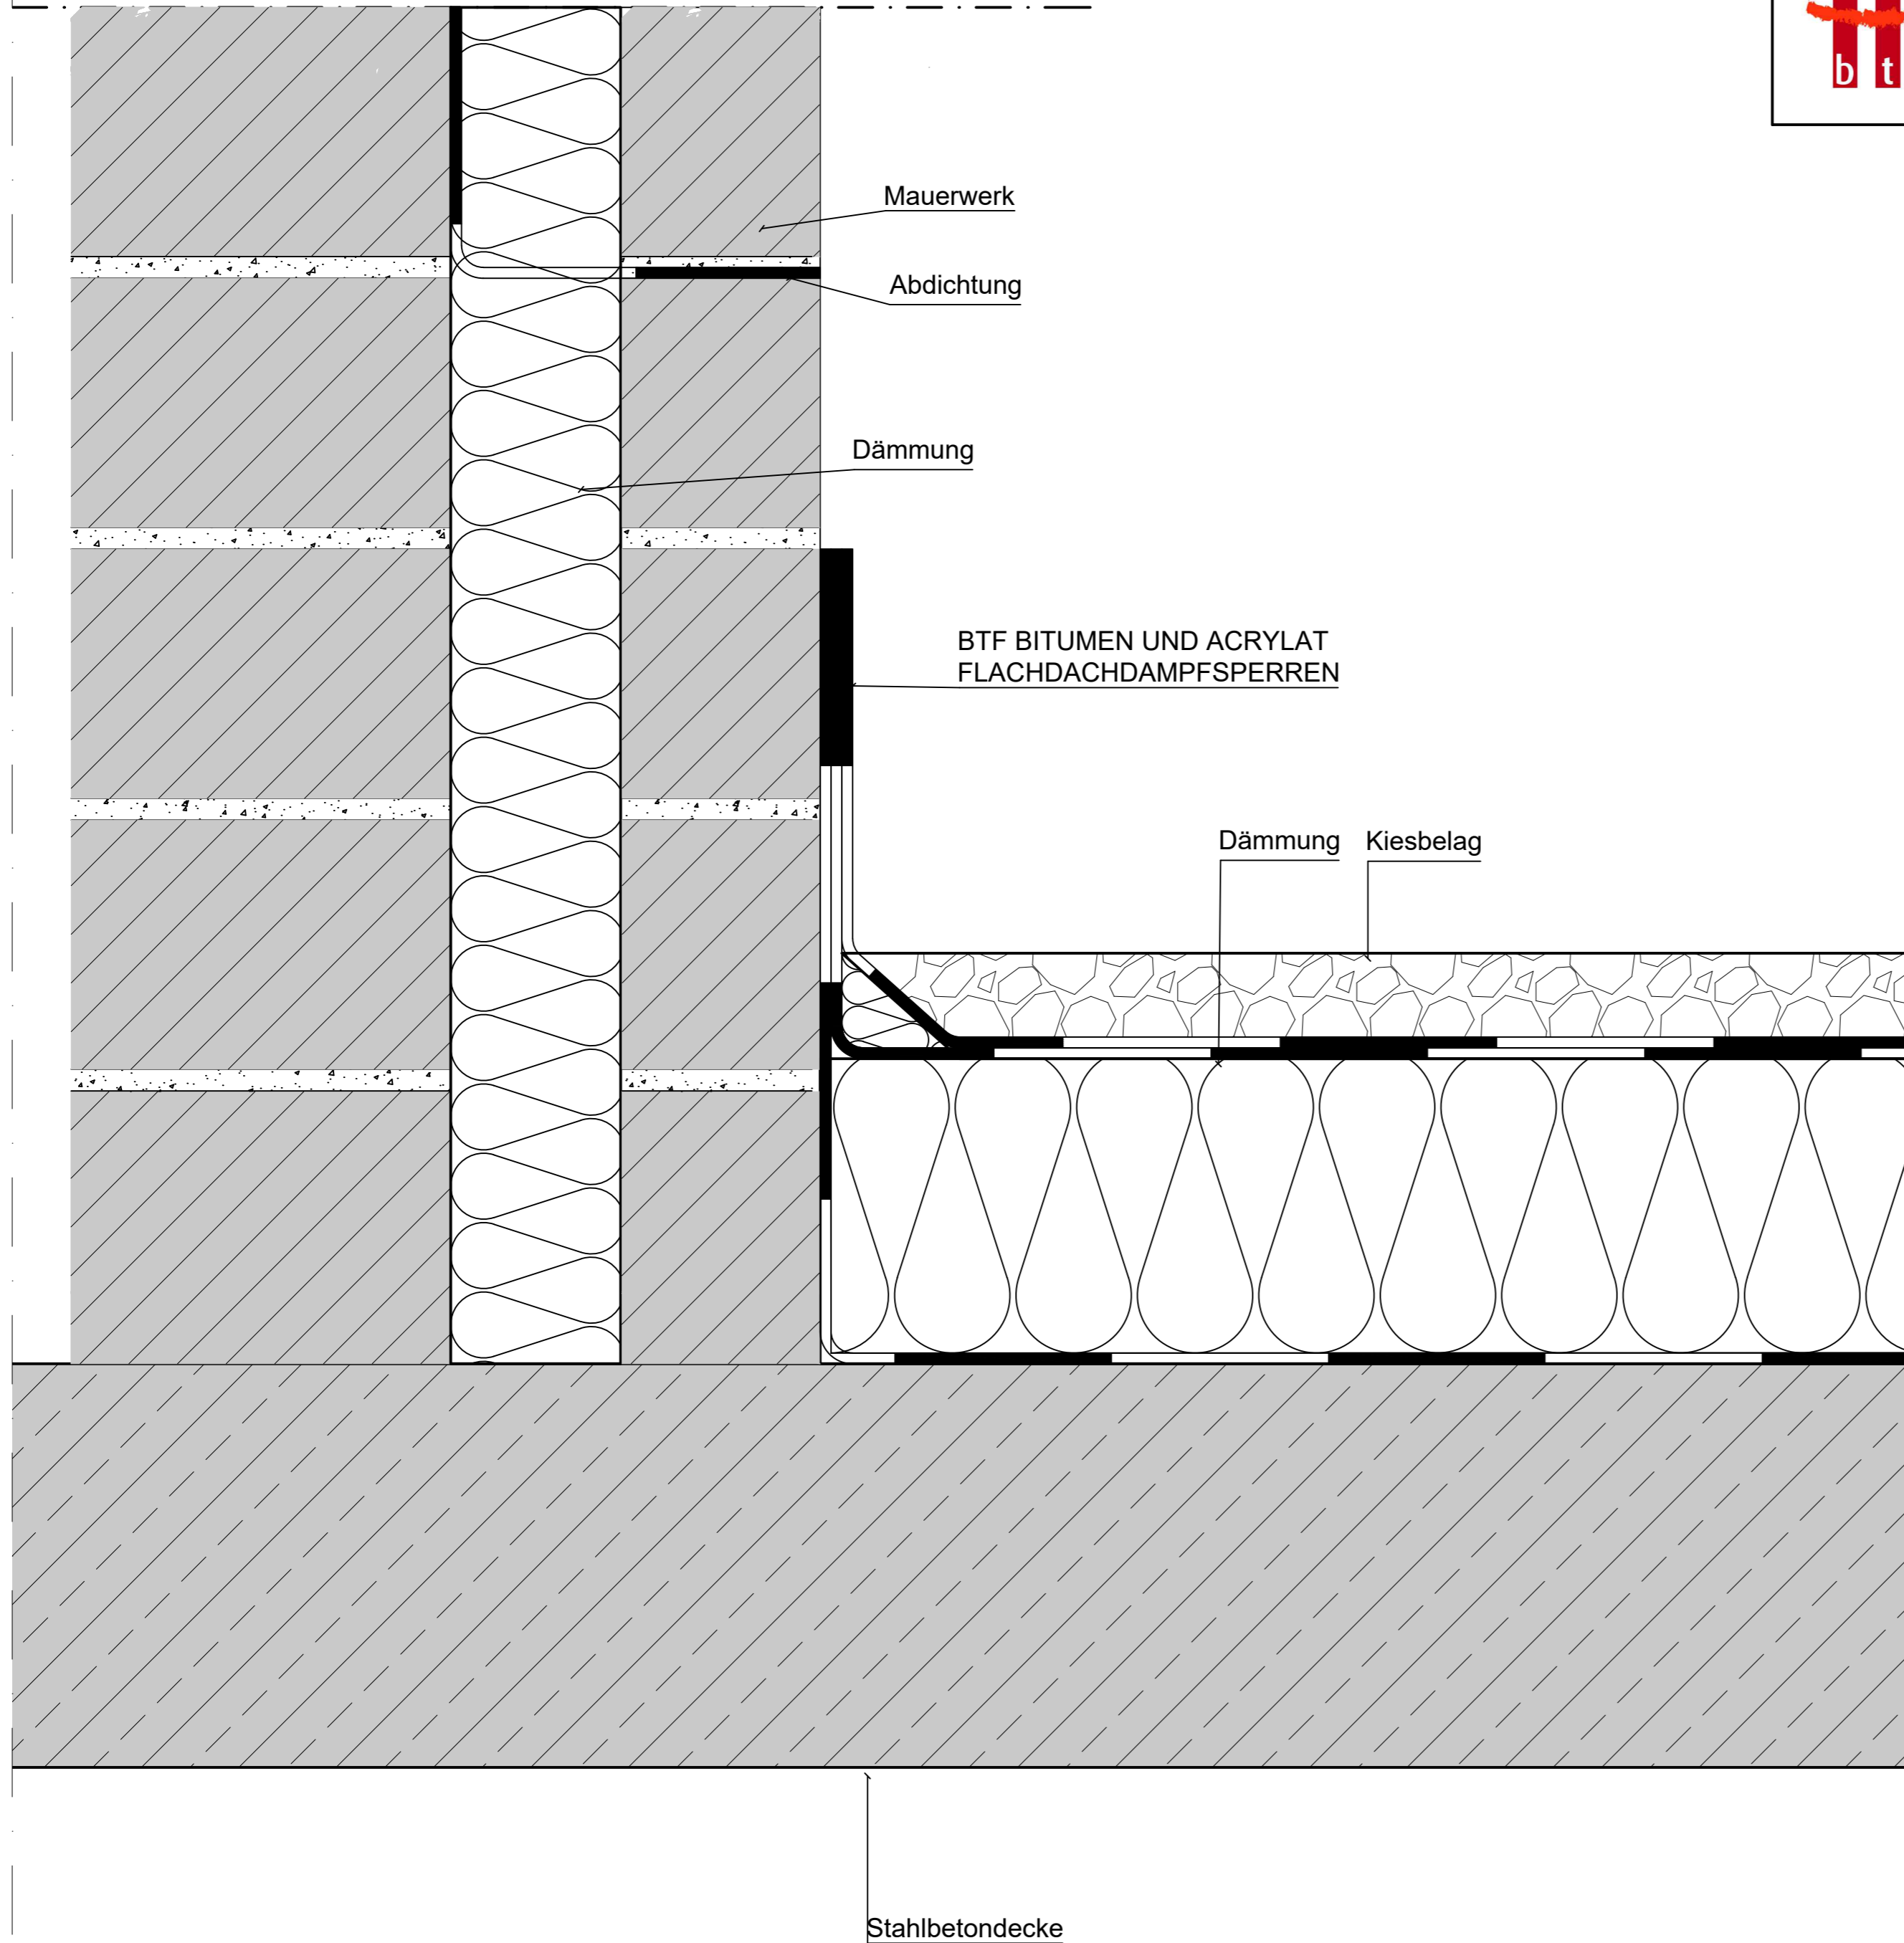 b t
Mauerwerk
Abdichtung
Dämmung
BTF BITUMEN UND ACRYLAT
FLACHDACHDAMPFSPERREN
Dämmung Kiesbelag
Stahlbetondecke